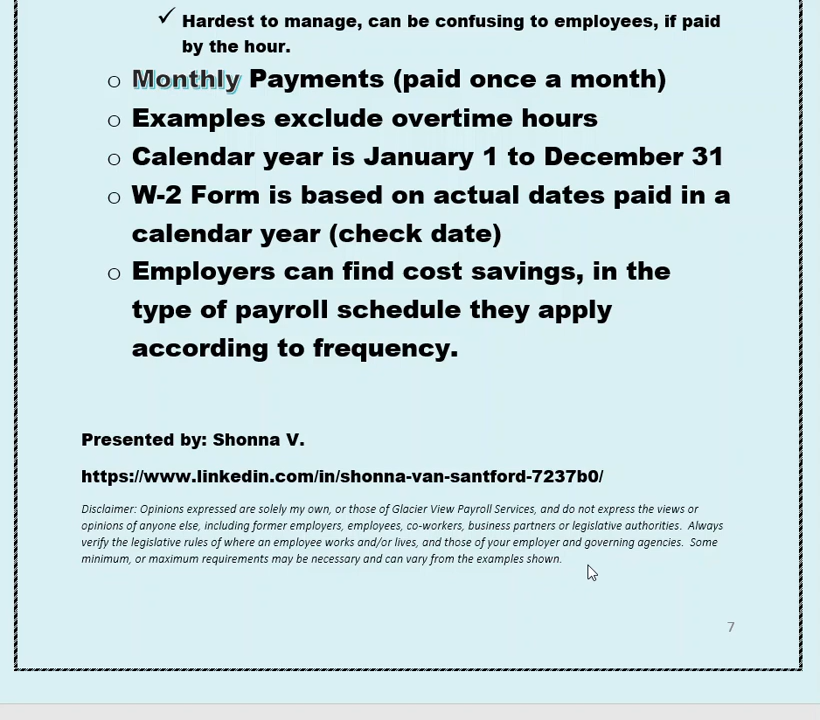 ✓ Hardest to manage, can be confusing to employees, if paid
by the hour.
o Monthly Payments (paid once a month)
o Examples exclude overtime hours
o Calendar year is January 1 to December 31
o W-2 Form is based on actual dates paid in a
calendar year (check date)
o Employers can find cost savings, in the
type of payroll schedule they apply
according to frequency.
Presented by: Shonna V.
https://www.linkedin.com/in/shonna-van-santford-7237b0/
Disclaimer: Opinions expressed are solely my own, or those of Glacier View Payroll Services, and do not express the views or
opinions of anyone else, including former employers, employees, co-workers, business partners or legislative authorities.  Always
verify the legislative rules of where an employee works and/or lives, and those of your employer and governing agencies.  Some
minimum, or maximum requirements may be necessary and can vary from the examples shown.
7